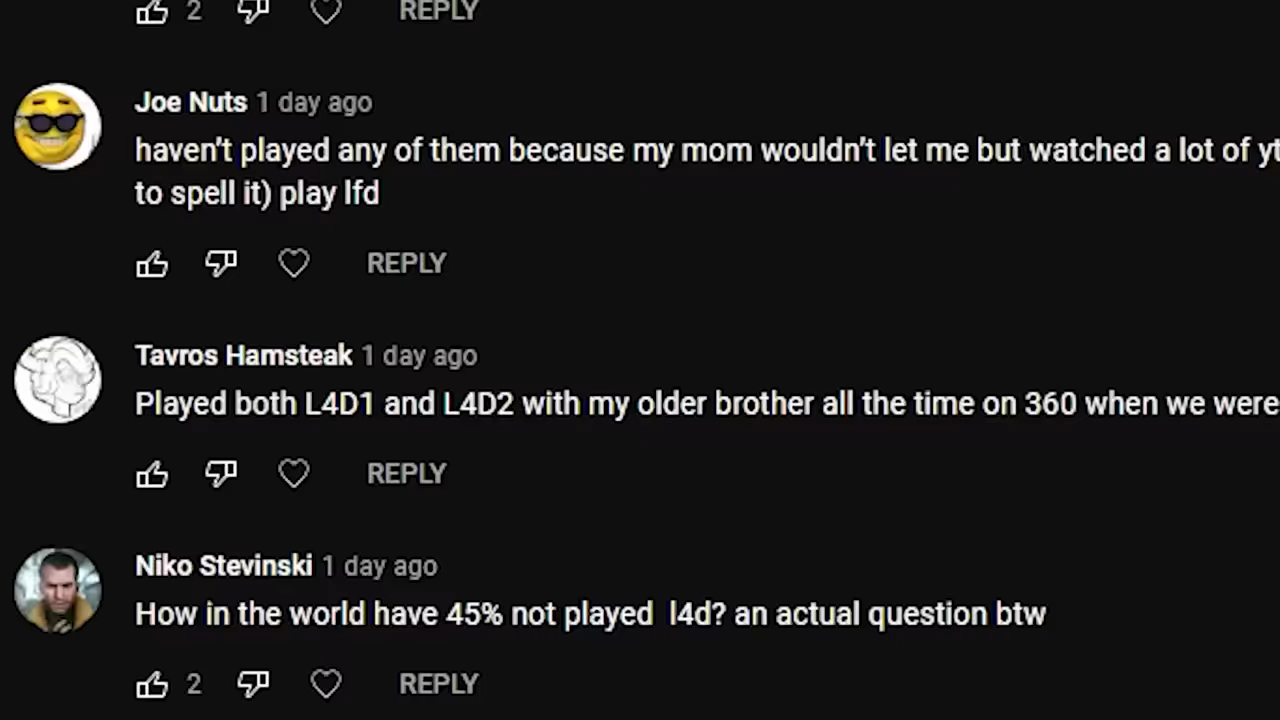 2 REPLY
Joe Nuts 1 day ago
haven't played any of them because my mom wouldn't let me but watched a lot of yt
to spell it) play lfd
REPLY
Tavros Hamsteak 1 day ago
Played both L4D1 and L4D2 with my older brother all the time on 360 when we were
REPLY
Niko Stevinski 1 day ago
How in the world have 45% not played  l4d? an actual question btw
2 REPLY